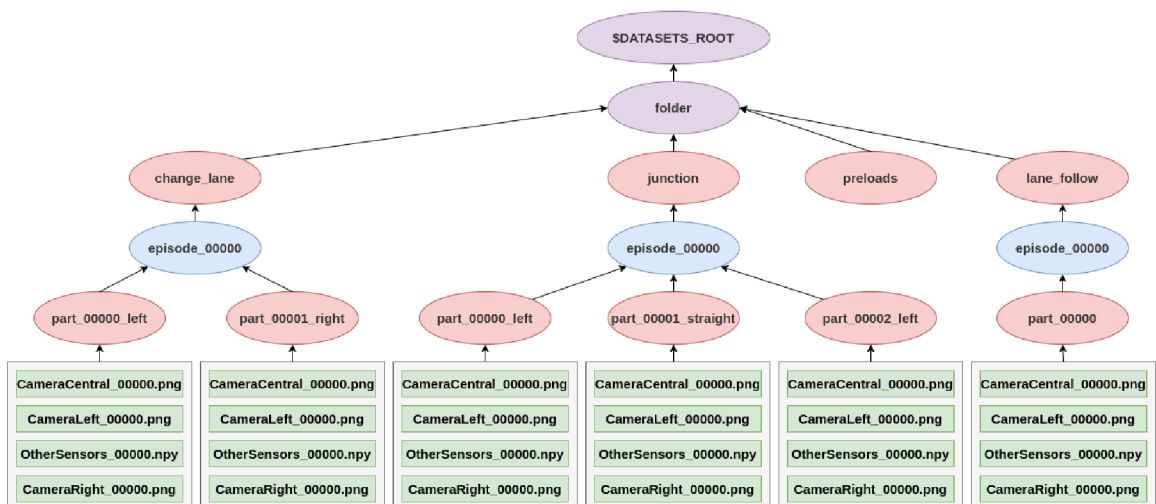 $DATASETS_ROOT
folder
change_lane
junction
preloads
lane_follow
episode_00000
episode_00000
episode_00000
part_00000_left
part_00001_right
part_00000_left
part_00001_straight
part_00002_left
part_00000
CameraCentral_00000.png
CameraCentral_00000.png
CameraCentral_00000.png
CameraCentral_00000.png
CameraCentral_00000.png
CameraCentral_00000.png
CameraLeft_00000.png
CameraLeft_00000.png
CameraLeft_00000.png
CameraLeft_00000.png
CameraLeft_00000.png
CameraLeft_00000.png
OtherSensors_00000.npy
OtherSensors_00000.npy
OtherSensors_00000.npy
OtherSensors_00000.npy
OtherSensors_00000.npy
OtherSensors_00000.npy
CameraRight_00000.png
CameraRight_00000.png
CameraRight_00000.png
CameraRight_00000.png
CameraRight_00000.png
CameraRight_00000.png